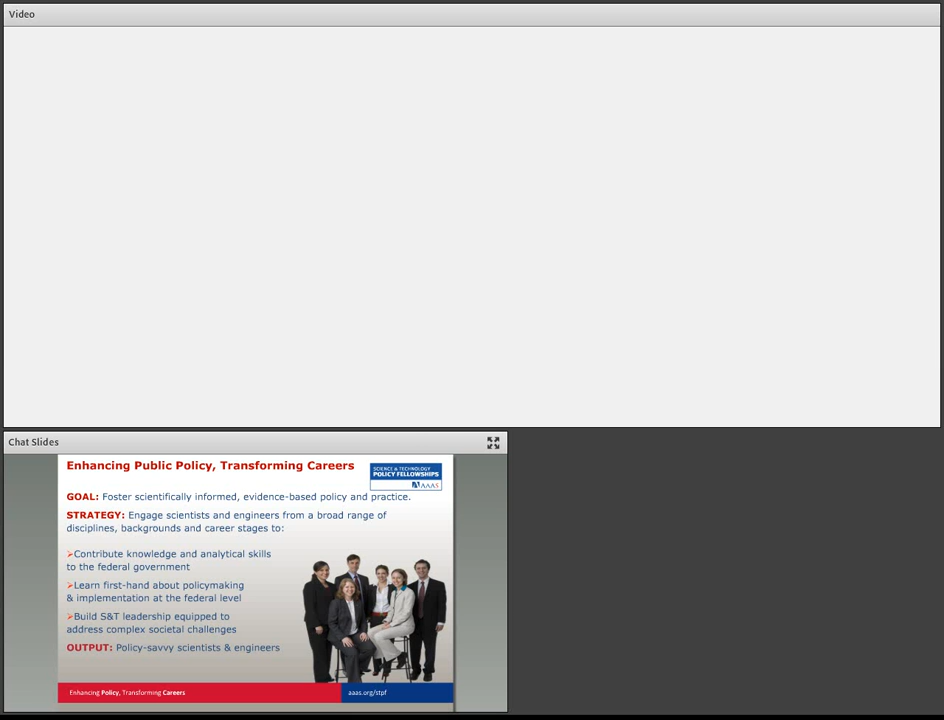 Video
Chat Slides
Enhancing Public Policy, Transforming Careers
SCIENCE & TECHNOLOGY
POLICY FELLOWSHIPS
AAAS
GOAL: Foster scientifically informed, evidence-based policy and practice.
STRATEGY: Engage scientists and engineers from a broad range of
disciplines, backgrounds and career stages to:
➢Contribute knowledge and analytical skills
to the federal government
➢Learn first-hand about policymaking
& implementation at the federal level
➢Build S&T leadership equipped to
address complex societal challenges
OUTPUT: Policy-savvy scientists & engineers
Enhancing Policy, Transforming Careers
aaas.org/stpf